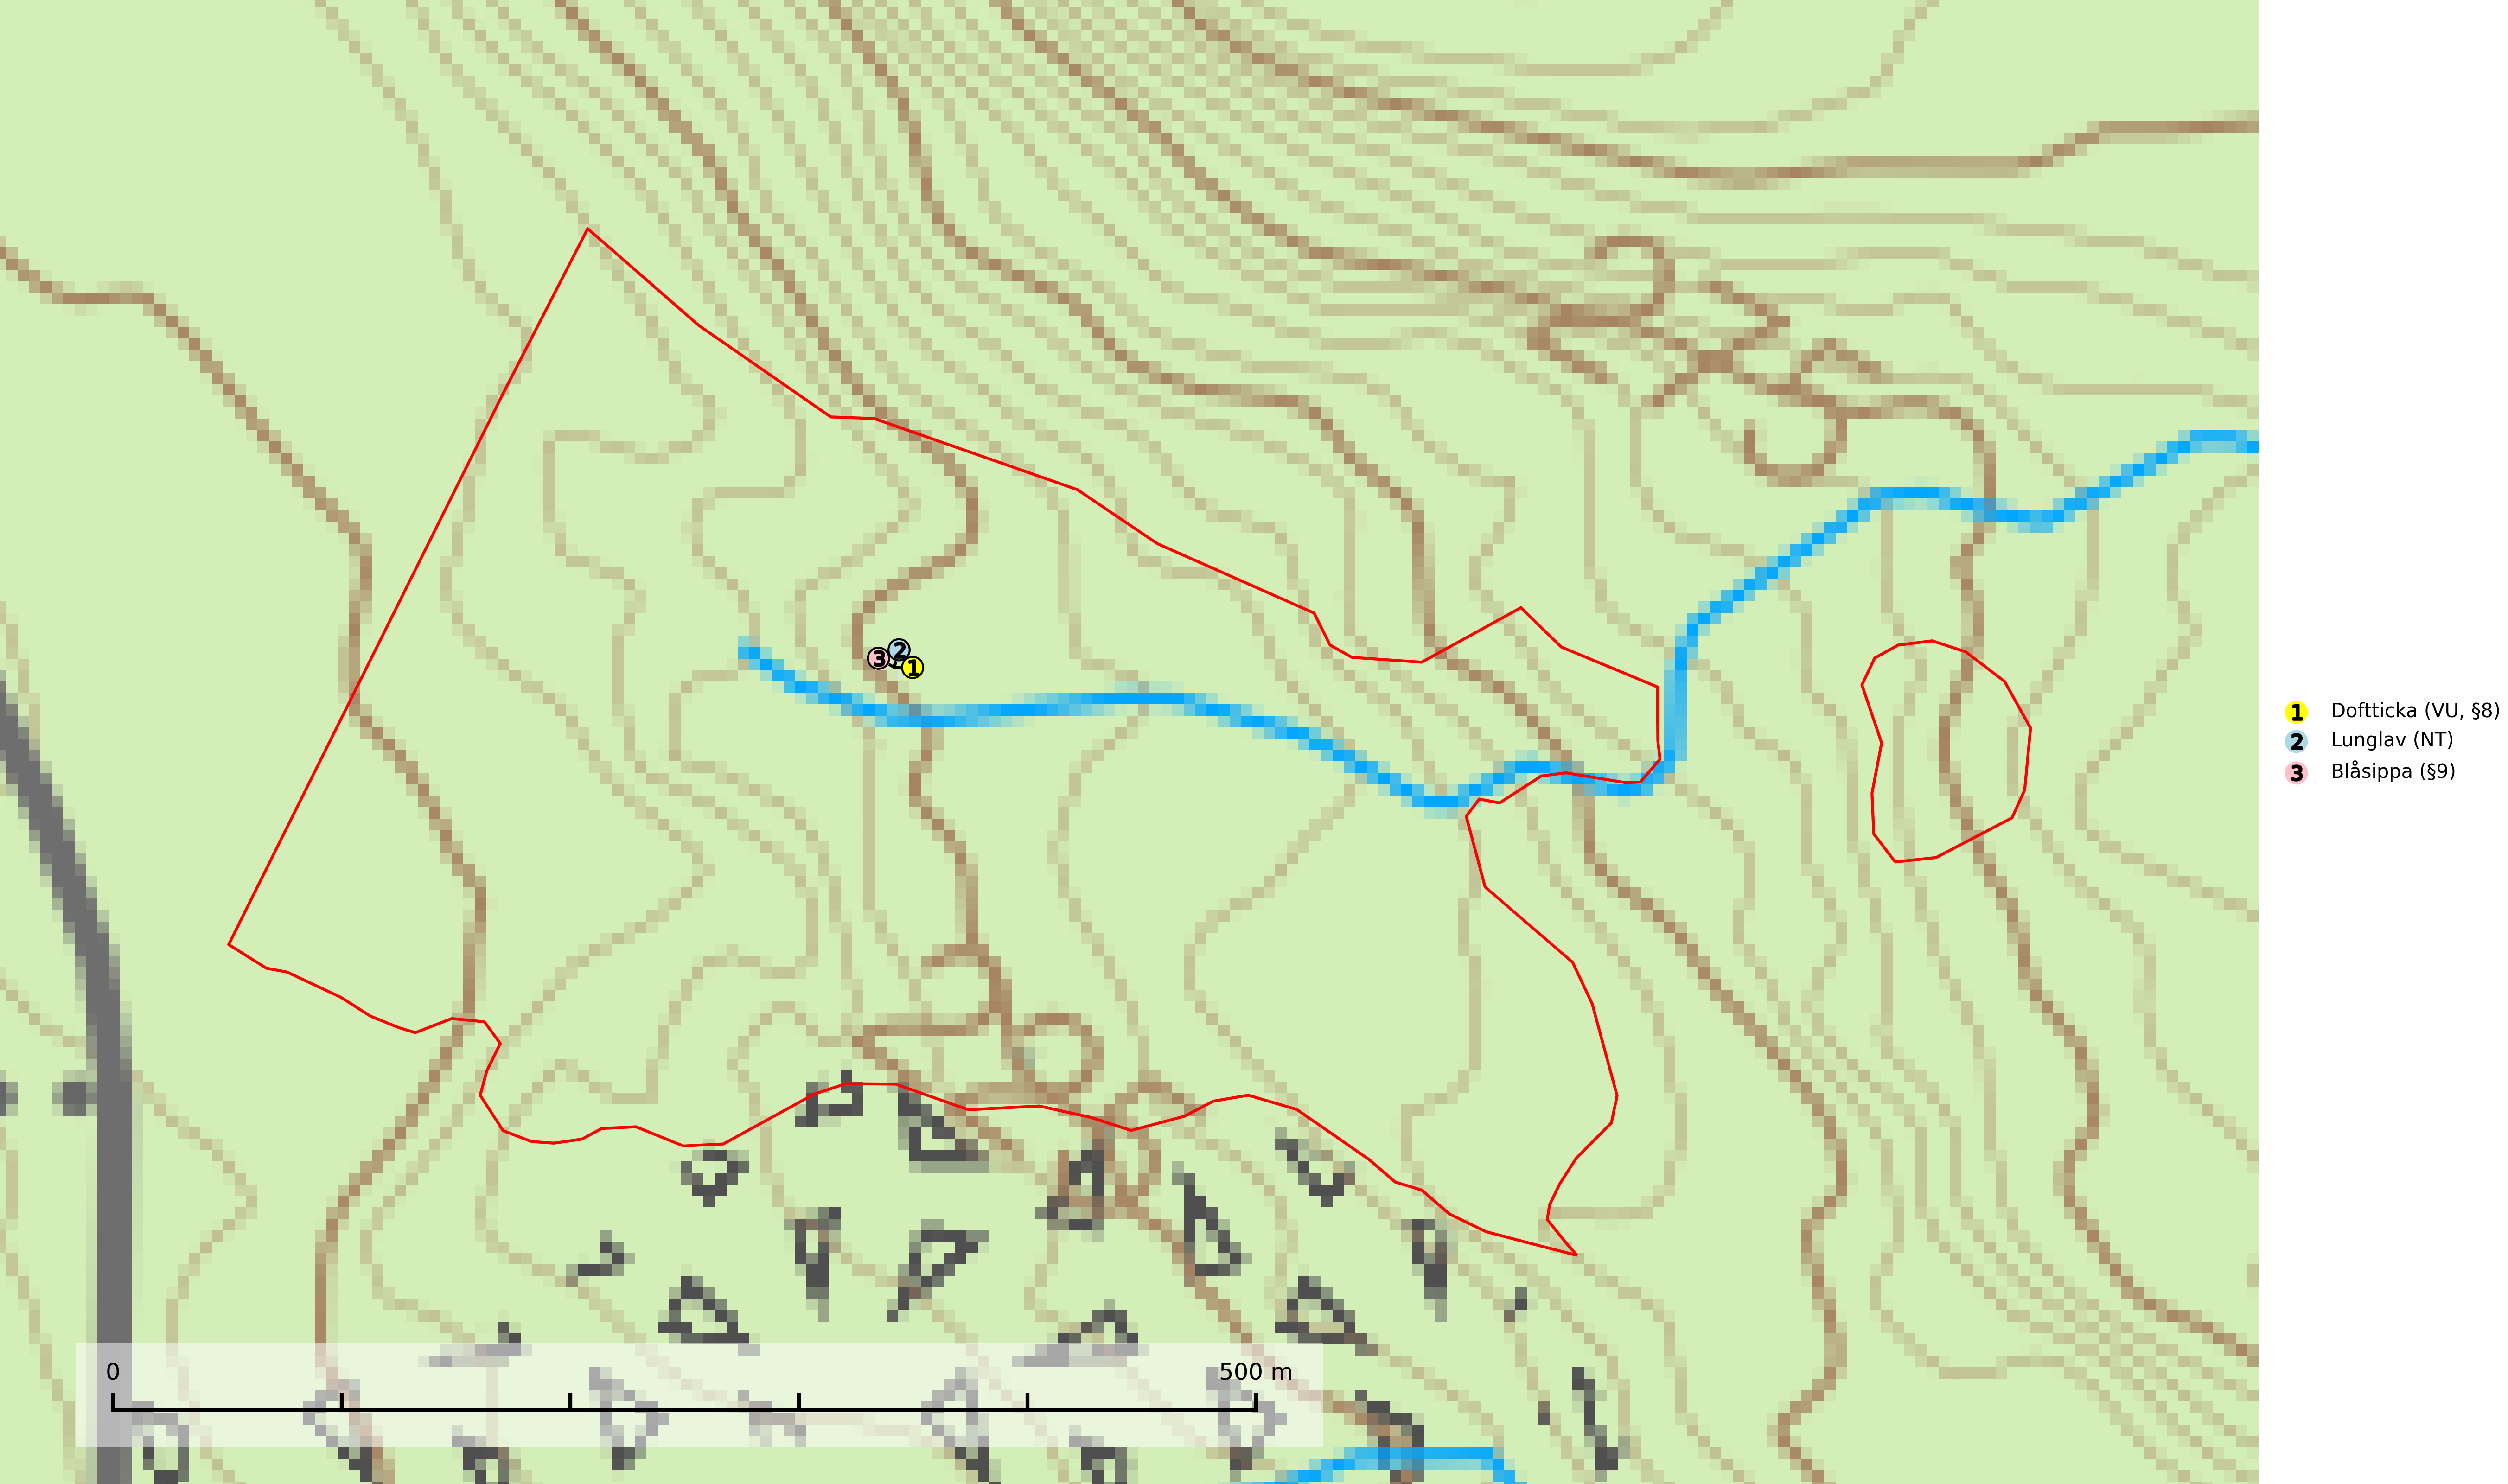 2
3
1
1 Doftticka (VU, §8)
2 Lunglav (NT)
3 Blåsippa (§9)
0 500 m